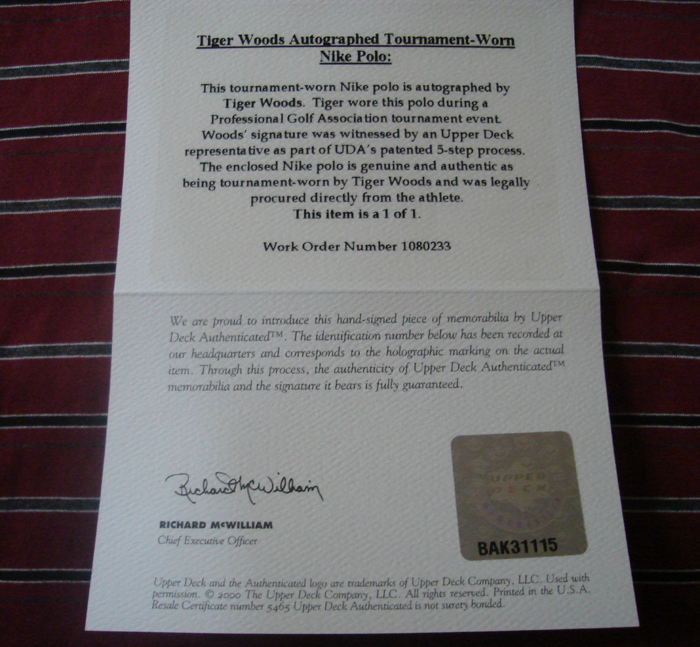 Tiger Woods Autographed Tournament-Worn
Nike Polo:
This tournament-worn Nike polo is autographed by
Tiger Woods. Tiger wore this polo during a
Professional Golf Association tournament event.
Woods' signature was witnessed by an Upper Deck
representative as part of UDA's patented 5-step process.
The enclosed Nike polo is genuine and authentic as
being tournament-worn by Tiger Woods and was legally
procured directly from the athlete.
This item is a 1 of 1.
Work Order Number 1080233
We are proud to introduce this hand-signed piece of memorabilia by Upper
Deck Authenticated™. The identification number below has been recorded at
our headquarters and corresponds to the holographic marking on the actual
item. Through this process, the authenticity of Upper Deck Authenticated™
memorabilia and the signature it bears is fully guaranteed.
Richard McWilliam
RICHARD McWILLIAM
Chief Executive Officer
UPPER
DECK
BAK31115
Upper Deck and the Authenticated logo are trademarks of Upper Deck Company, LLC. Used with
permission. © 2000 The Upper Deck Company, LLC. All rights reserved. Printed in the U.S.A.
Resale Certificate number 5465 Upper Deck Authenticated is not surety bonded.